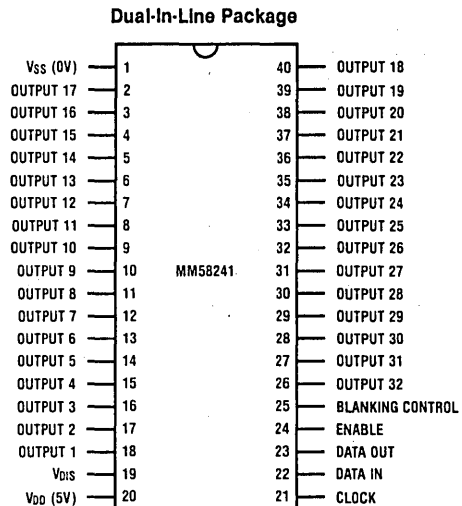 Dual-In-Line Package
VSS (0V) 1 40 OUTPUT 18
OUTPUT 17 2 39 OUTPUT 19
OUTPUT 16 3 38 OUTPUT 20
OUTPUT 15 4 37 OUTPUT 21
OUTPUT 14 5 36 OUTPUT 22
OUTPUT 13 6 35 OUTPUT 23
OUTPUT 12 7 34 OUTPUT 24
OUTPUT 11 8 33 OUTPUT 25
OUTPUT 10 9 32 OUTPUT 26
OUTPUT 9 10 MM58241 31 OUTPUT 27
OUTPUT 8 11 30 OUTPUT 28
OUTPUT 7 12 29 OUTPUT 29
OUTPUT 6 13 28 OUTPUT 30
OUTPUT 5 14 27 OUTPUT 31
OUTPUT 4 15 26 OUTPUT 32
OUTPUT 3 16 25 BLANKING CONTROL
OUTPUT 2 17 24 ENABLE
OUTPUT 1 18 23 DATA OUT
VDIS 19 22 DATA IN
VDD (5V) 20 21 CLOCK